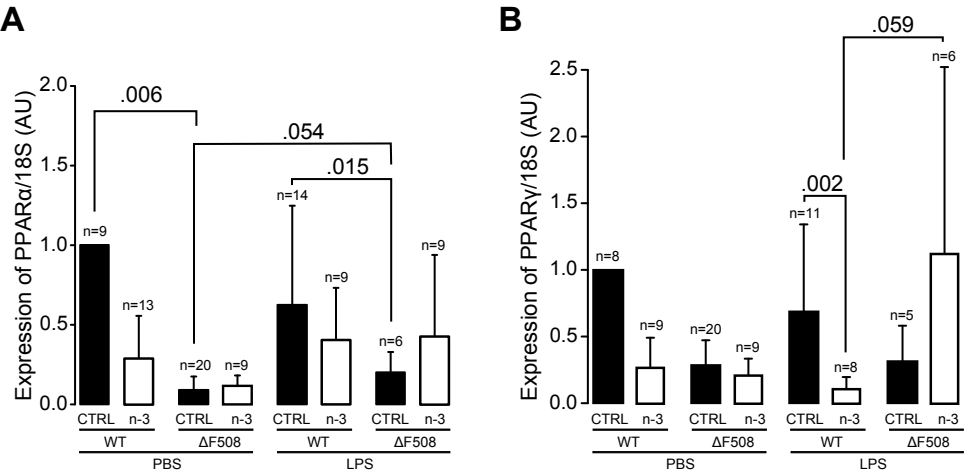 A
Expression of PPARα/18S (AU)
2.0
1.5
1.0
0.5
0.0
.006
.054
.015
n=9
n=13
n=20
n=9
n=14
n=9
n=6
n=9
CTRL n-3 CTRL n-3 CTRL n-3 CTRL n-3
WT ΔF508 WT ΔF508
PBS LPS
B
Expression of PPARγ/18S (AU)
2.5
2.0
1.5
1.0
0.5
0.0
.059
.002
n=8
n=9
n=20
n=9
n=11
n=8
n=5
n=6
CTRL n-3 CTRL n-3 CTRL n-3 CTRL n-3
WT ΔF508 WT ΔF508
PBS LPS